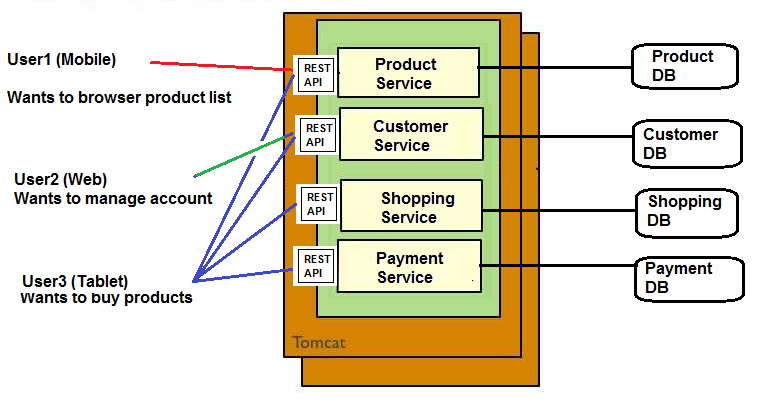 User1 (Mobile)
Wants to browser product list
User2 (Web)
Wants to manage account
User3 (Tablet)
Wants to buy products
REST
API
Product
Service
REST
API
Customer
Service
REST
API
Shopping
Service
REST
API
Payment
Service
Tomcat
Product
DB
Customer
DB
Shopping
DB
Payment
DB